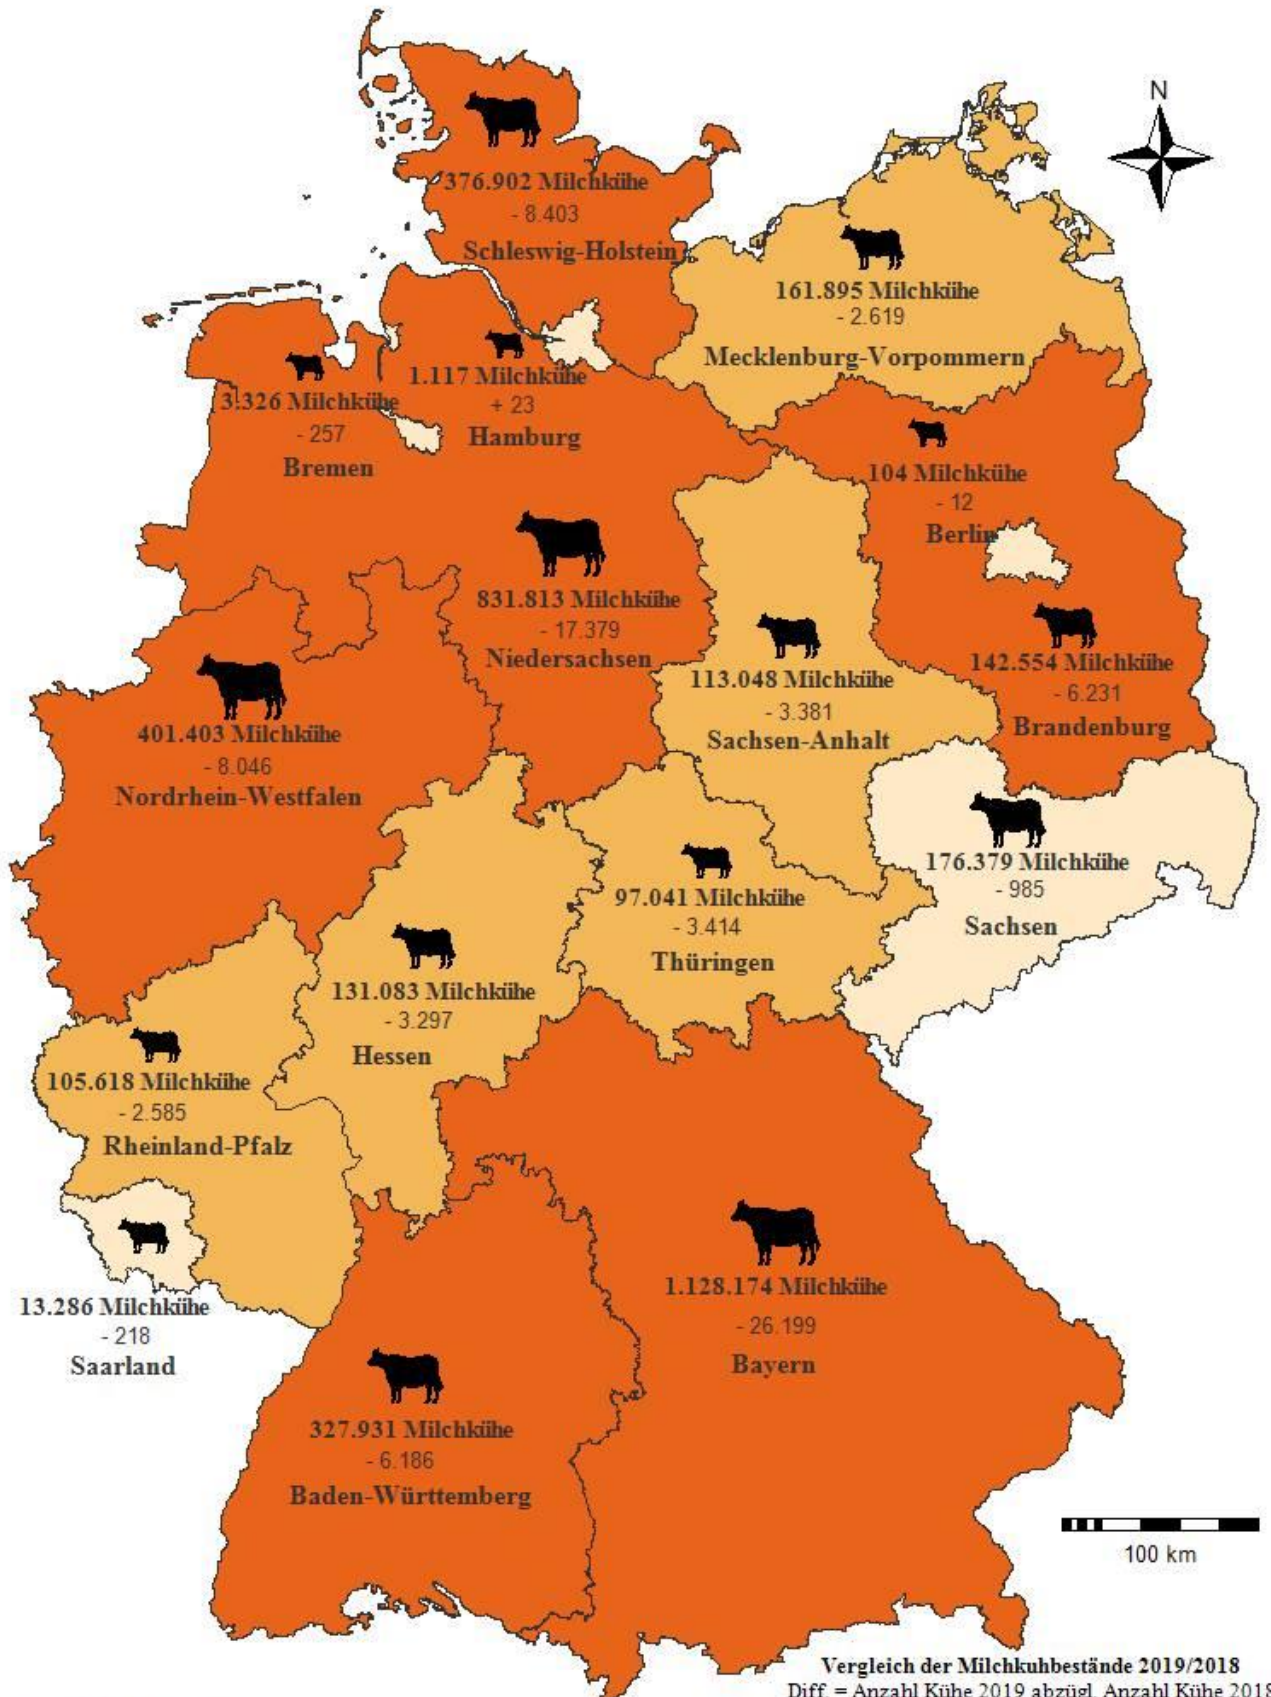 N
376.902 Milchkühe
- 8.403
Schleswig-Holstein
161.895 Milchkühe
- 2.619
Mecklenburg-Vorpommern
1.117 Milchkühe
+ 23
Hamburg
3.326 Milchkühe
- 257
Bremen
104 Milchkühe
- 12
Berlin
831.813 Milchkühe
- 17.379
Niedersachsen
142.554 Milchkühe
- 6.231
Brandenburg
113.048 Milchkühe
- 3.381
Sachsen-Anhalt
401.403 Milchkühe
- 8.046
Nordrhein-Westfalen
176.379 Milchkühe
- 985
Sachsen
97.041 Milchkühe
- 3.414
Thüringen
131.083 Milchkühe
- 3.297
Hessen
105.618 Milchkühe
- 2.585
Rheinland-Pfalz
13.286 Milchkühe
- 218
Saarland
1.128.174 Milchkühe
- 26.199
Bayern
327.931 Milchkühe
- 6.186
Baden-Württemberg
100 km
Vergleich der Milchkuhbestände 2019/2018
Diff. = Anzahl Kühe 2019 abzügl. Anzahl Kühe 2018